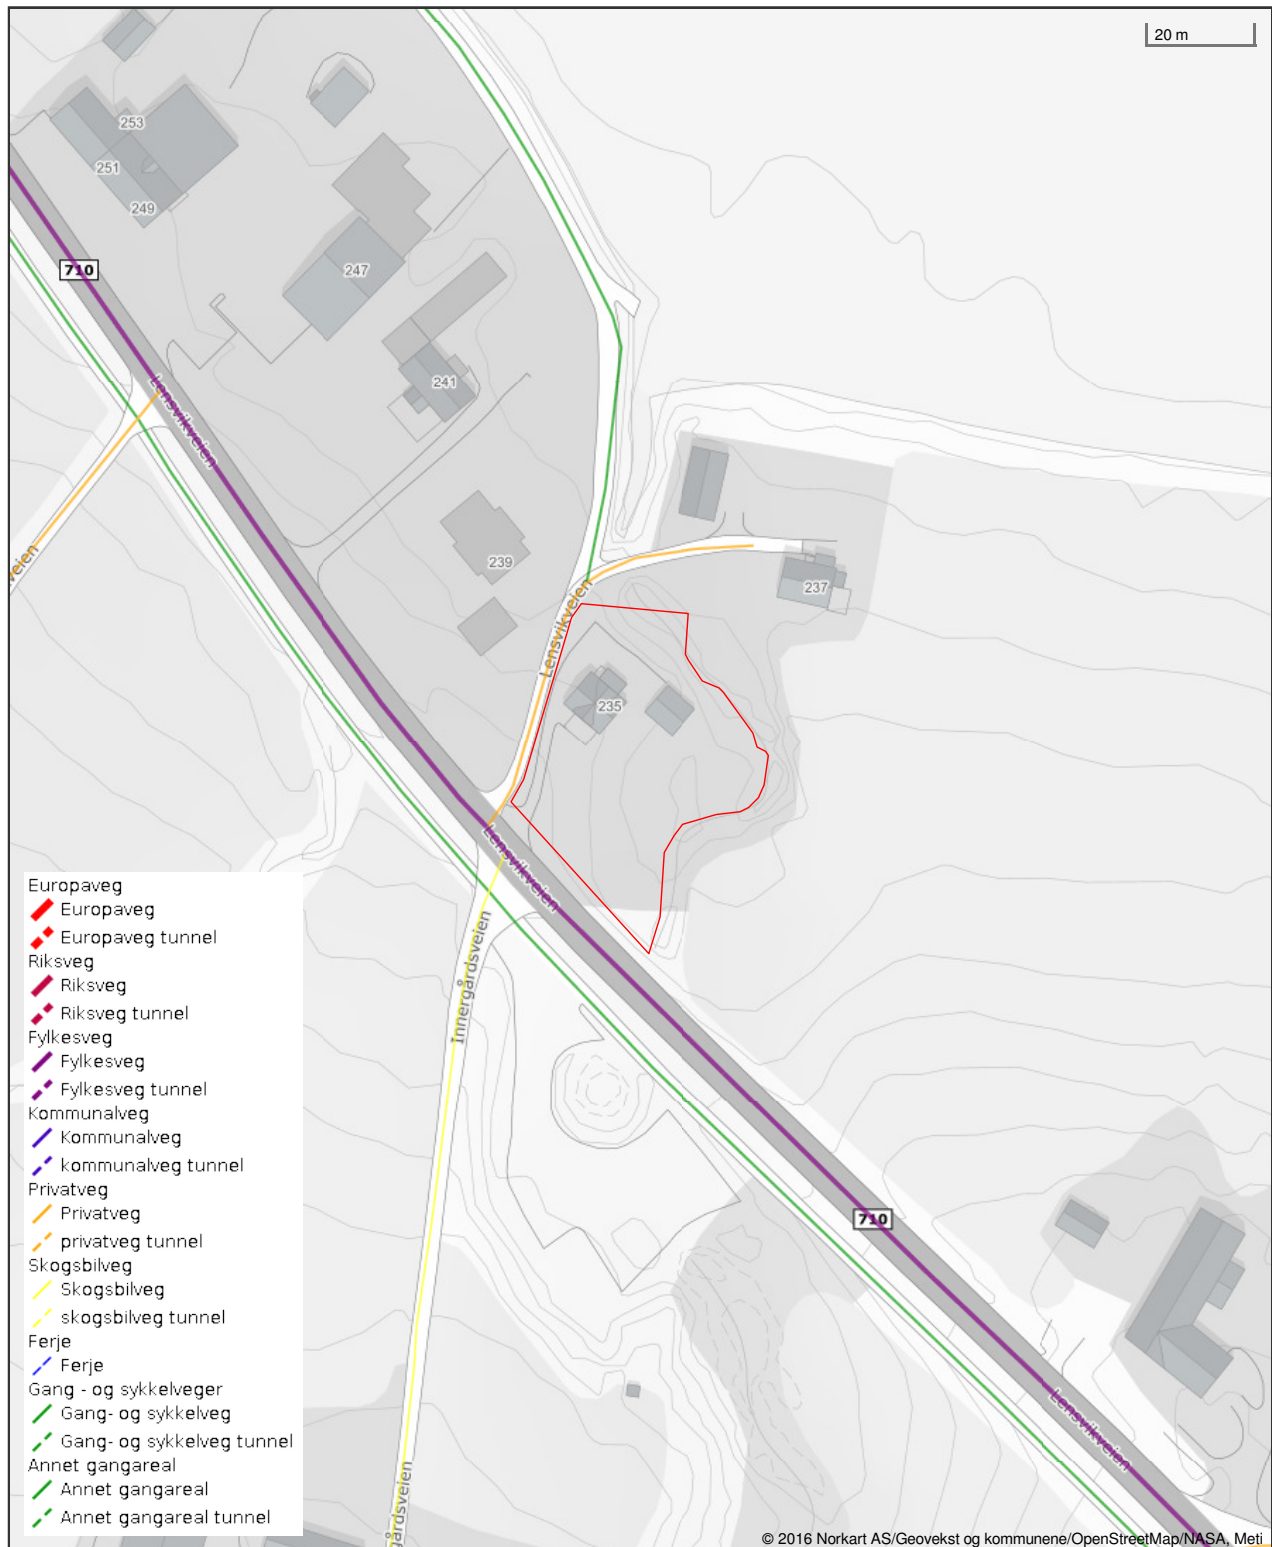 20 m
253
251
249
710
247
241
Lensvikveien
239
237
veien
Lensvikveien
235
Lensvikveien
Innergårdsveien
Europaveg
Europaveg
Europaveg tunnel
Riksveg
Riksveg
Riksveg tunnel
Fylkesveg
Fylkesveg
Fylkesveg tunnel
Kommunalveg
Kommunalveg
kommunalveg tunnel
Privatveg
Privatveg
privatveg tunnel
Skogsbilveg
Skogsbilveg
skogsbilveg tunnel
Ferje
Ferje
Gang - og sykkelveger
Gang- og sykkelveg
Gang- og sykkelveg tunnel
Annet gangareal
Annet gangareal
Annet gangareal tunnel
710
Lensvikveien
årdsveien
© 2016 Norkart AS/Geovekst og kommunene/OpenStreetMap/NASA, Meti